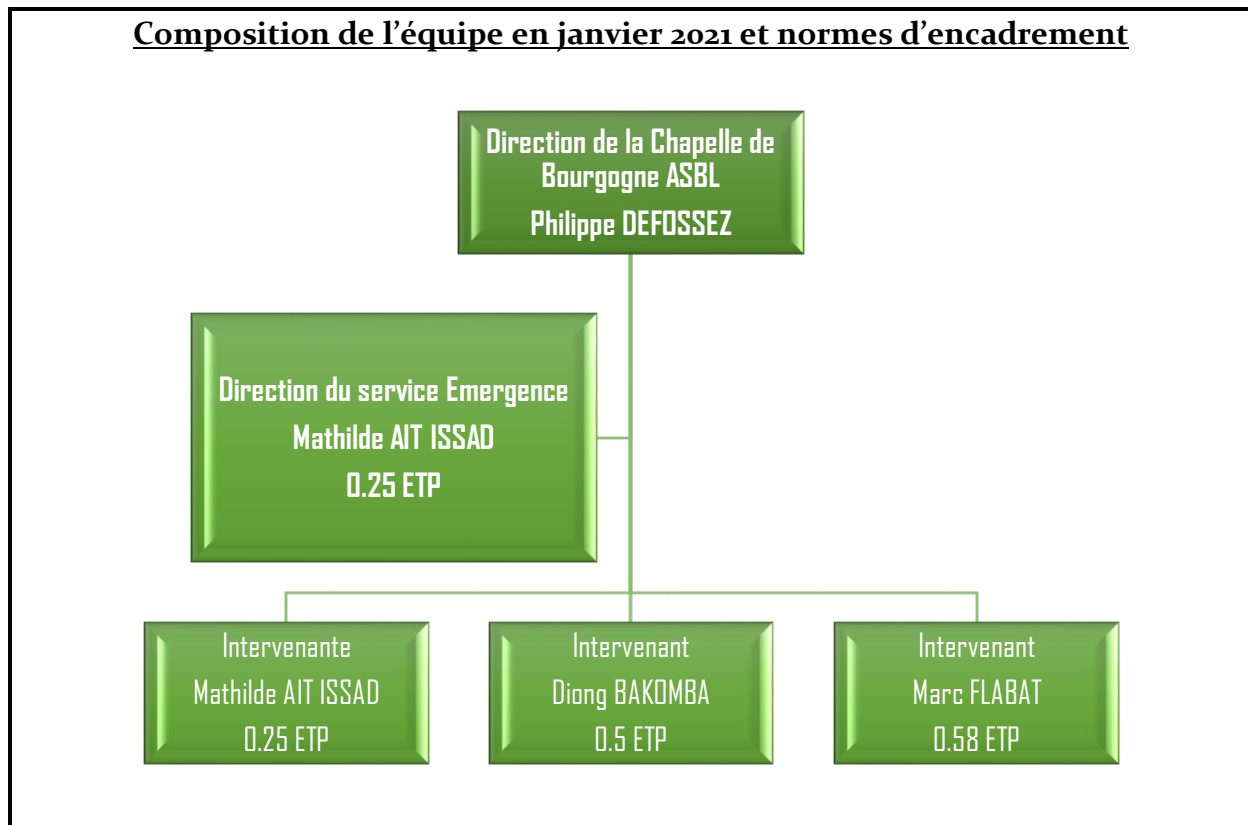 Composition de l’équipe en janvier 2021 et normes d’encadrement
Direction de la Chapelle de
Bourgogne ASBL
Philippe DEFOSSEZ
Direction du service Emergence
Mathilde AIT ISSAD
0.25 ETP
Intervenante
Mathilde AIT ISSAD
0.25 ETP
Intervenant
Diong BAKOMBA
0.5 ETP
Intervenant
Marc FLABAT
0.58 ETP